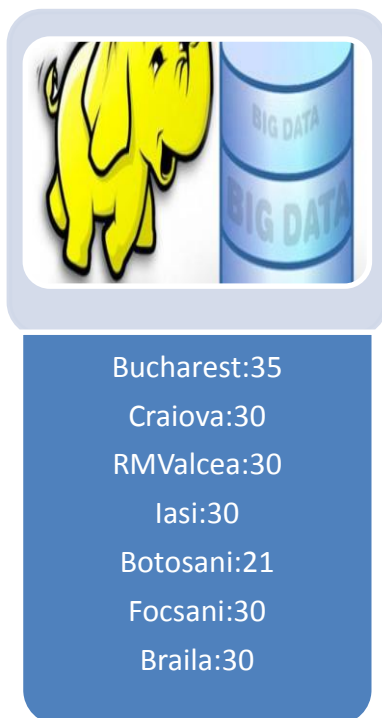 BIG DATA
BIG DATA
Bucharest:35
Craiova:30
RMValcea:30
Iasi:30
Botosani:21
Focsani:30
Braila:30